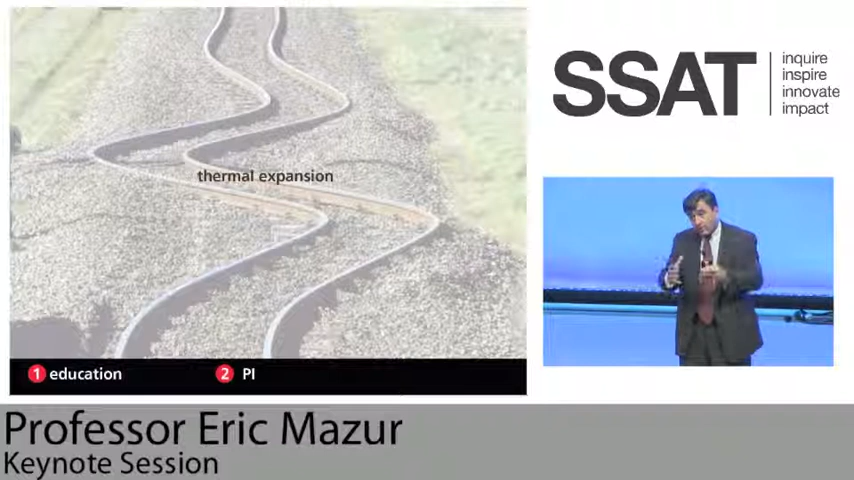 SSAT
inquire
inspire
innovate
impact
thermal expansion
1 education
2 PI
Professor Eric Mazur
Keynote Session